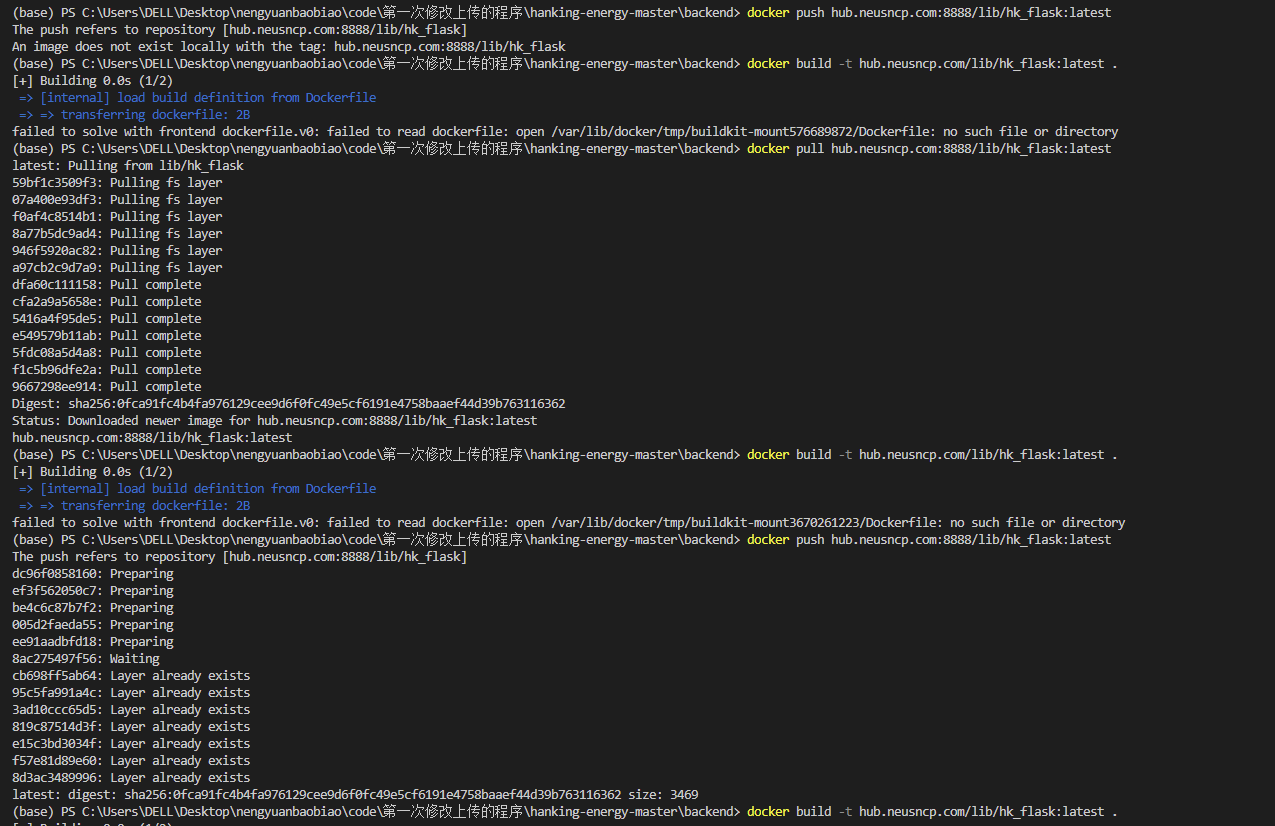 (base) PS C:\Users\DELL\Desktop\nengyuanbaobiao\code\第一次修改上传的程序\hanking-energy-master\backend> docker push hub.neusncp.com:8888/lib/hk_flask:latest
The push refers to repository [hub.neusncp.com:8888/lib/hk_flask]
An image does not exist locally with the tag: hub.neusncp.com:8888/lib/hk_flask
(base) PS C:\Users\DELL\Desktop\nengyuanbaobiao\code\第一次修改上传的程序\hanking-energy-master\backend> docker build -t hub.neusncp.com/lib/hk_flask:latest .
[+] Building 0.0s (1/2)
=> [internal] load build definition from Dockerfile
=> => transferring dockerfile: 2B
failed to solve with frontend dockerfile.v0: failed to read dockerfile: open /var/lib/docker/tmp/buildkit-mount576689872/Dockerfile: no such file or directory
(base) PS C:\Users\DELL\Desktop\nengyuanbaobiao\code\第一次修改上传的程序\hanking-energy-master\backend> docker pull hub.neusncp.com:8888/lib/hk_flask:latest
latest: Pulling from lib/hk_flask
59bf1c3509f3: Pulling fs layer
07a400e93df3: Pulling fs layer
f0af4c8514b1: Pulling fs layer
8a77b5dc9ad4: Pulling fs layer
946f5920ac82: Pulling fs layer
a97cb2c9d7a9: Pulling fs layer
dfa60c111158: Pull complete
cfa2a9a5658e: Pull complete
5416a4f95de5: Pull complete
e549579b11ab: Pull complete
5fdc08a5d4a8: Pull complete
f1c5b96dfe2a: Pull complete
9667298ee914: Pull complete
Digest: sha256:0fca91fc4b4fa976129cee9d6f0fc49e5cf6191e4758baaef44d39b763116362
Status: Downloaded newer image for hub.neusncp.com:8888/lib/hk_flask:latest
hub.neusncp.com:8888/lib/hk_flask:latest
(base) PS C:\Users\DELL\Desktop\nengyuanbaobiao\code\第一次修改上传的程序\hanking-energy-master\backend> docker build -t hub.neusncp.com/lib/hk_flask:latest .
[+] Building 0.0s (1/2)
=> [internal] load build definition from Dockerfile
=> => transferring dockerfile: 2B
failed to solve with frontend dockerfile.v0: failed to read dockerfile: open /var/lib/docker/tmp/buildkit-mount3670261223/Dockerfile: no such file or directory
(base) PS C:\Users\DELL\Desktop\nengyuanbaobiao\code\第一次修改上传的程序\hanking-energy-master\backend> docker push hub.neusncp.com:8888/lib/hk_flask:latest
The push refers to repository [hub.neusncp.com:8888/lib/hk_flask]
dc96f0858160: Preparing
ef3f562050c7: Preparing
be4c6c87b7f2: Preparing
005d2faeda55: Preparing
ee91aadbfd18: Preparing
8ac275497f56: Waiting
cb698ff5ab64: Layer already exists
95c5fa991a4c: Layer already exists
3ad10ccc65d5: Layer already exists
819c87514d3f: Layer already exists
e15c3bd3034f: Layer already exists
f57e81d89e60: Layer already exists
8d3ac3489996: Layer already exists
latest: digest: sha256:0fca91fc4b4fa976129cee9d6f0fc49e5cf6191e4758baaef44d39b763116362 size: 3469
(base) PS C:\Users\DELL\Desktop\nengyuanbaobiao\code\第一次修改上传的程序\hanking-energy-master\backend> docker build -t hub.neusncp.com/lib/hk_flask:latest .